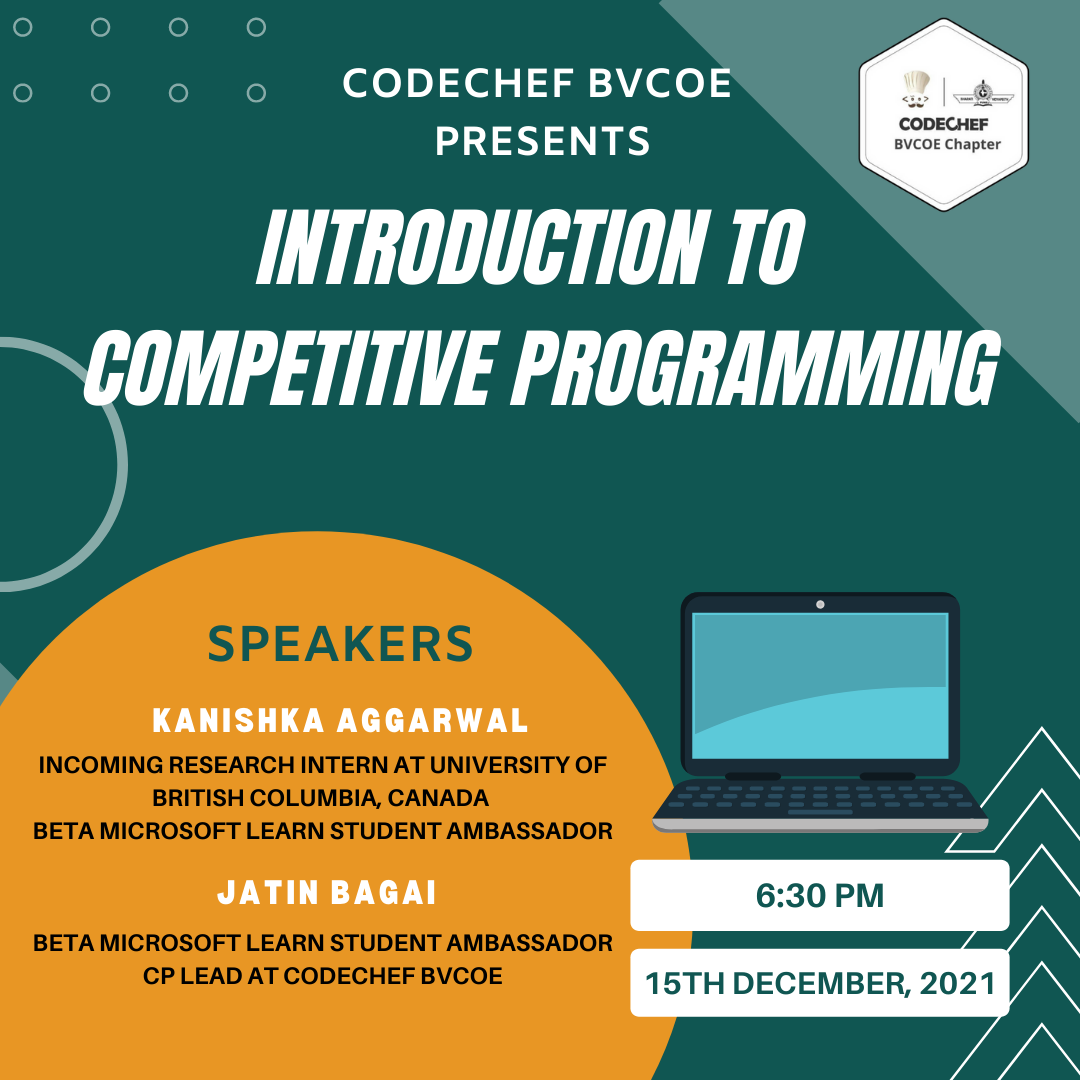 CODECHEF BVCOE
PRESENTS
CODECHEF
BVCOE Chapter
INTRODUCTION TO
COMPETITIVE PROGRAMMING
SPEAKERS
KANISHKA AGGARWAL
INCOMING RESEARCH INTERN AT UNIVERSITY OF
BRITISH COLUMBIA, CANADA
BETA MICROSOFT LEARN STUDENT AMBASSADOR
JATIN BAGAI
BETA MICROSOFT LEARN STUDENT AMBASSADOR
CP LEAD AT CODECHEF BVCOE
6:30 PM
15TH DECEMBER, 2021